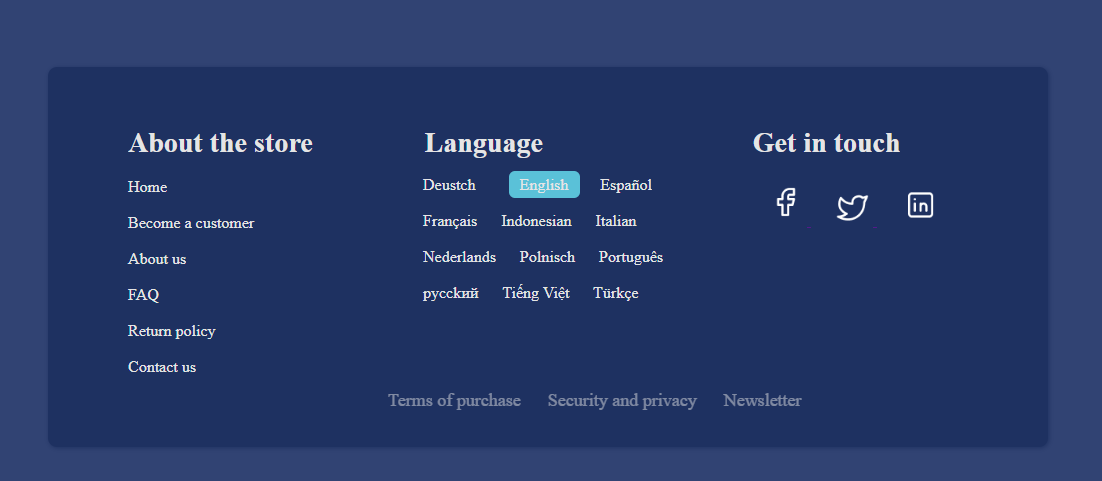 About the store
Home
Become a customer
About us
FAQ
Return policy
Contact us
Language
Deustch English Español
Français Indonesian Italian
Nederlands Polnisch Português
русский Tiếng Việt Türkçe
Get in touch
in
Terms of purchase Security and privacy Newsletter